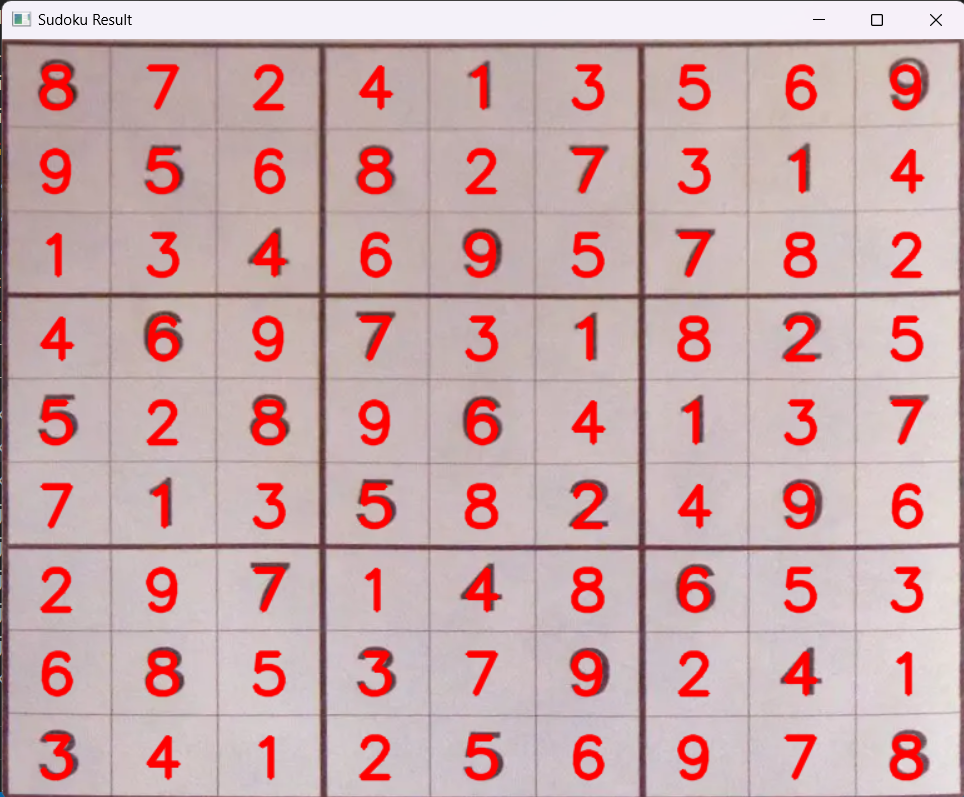 Sudoku Result
8 7 2 4 1 3 5 6 9
9 5 6 8 2 7 3 1 4
1 3 4 6 9 5 7 8 2
4 6 9 7 3 1 8 2 5
5 2 8 9 6 4 1 3 7
7 1 3 5 8 2 4 9 6
2 9 7 1 4 8 6 5 3
6 8 5 3 7 9 2 4 1
3 4 1 2 5 6 9 7 8